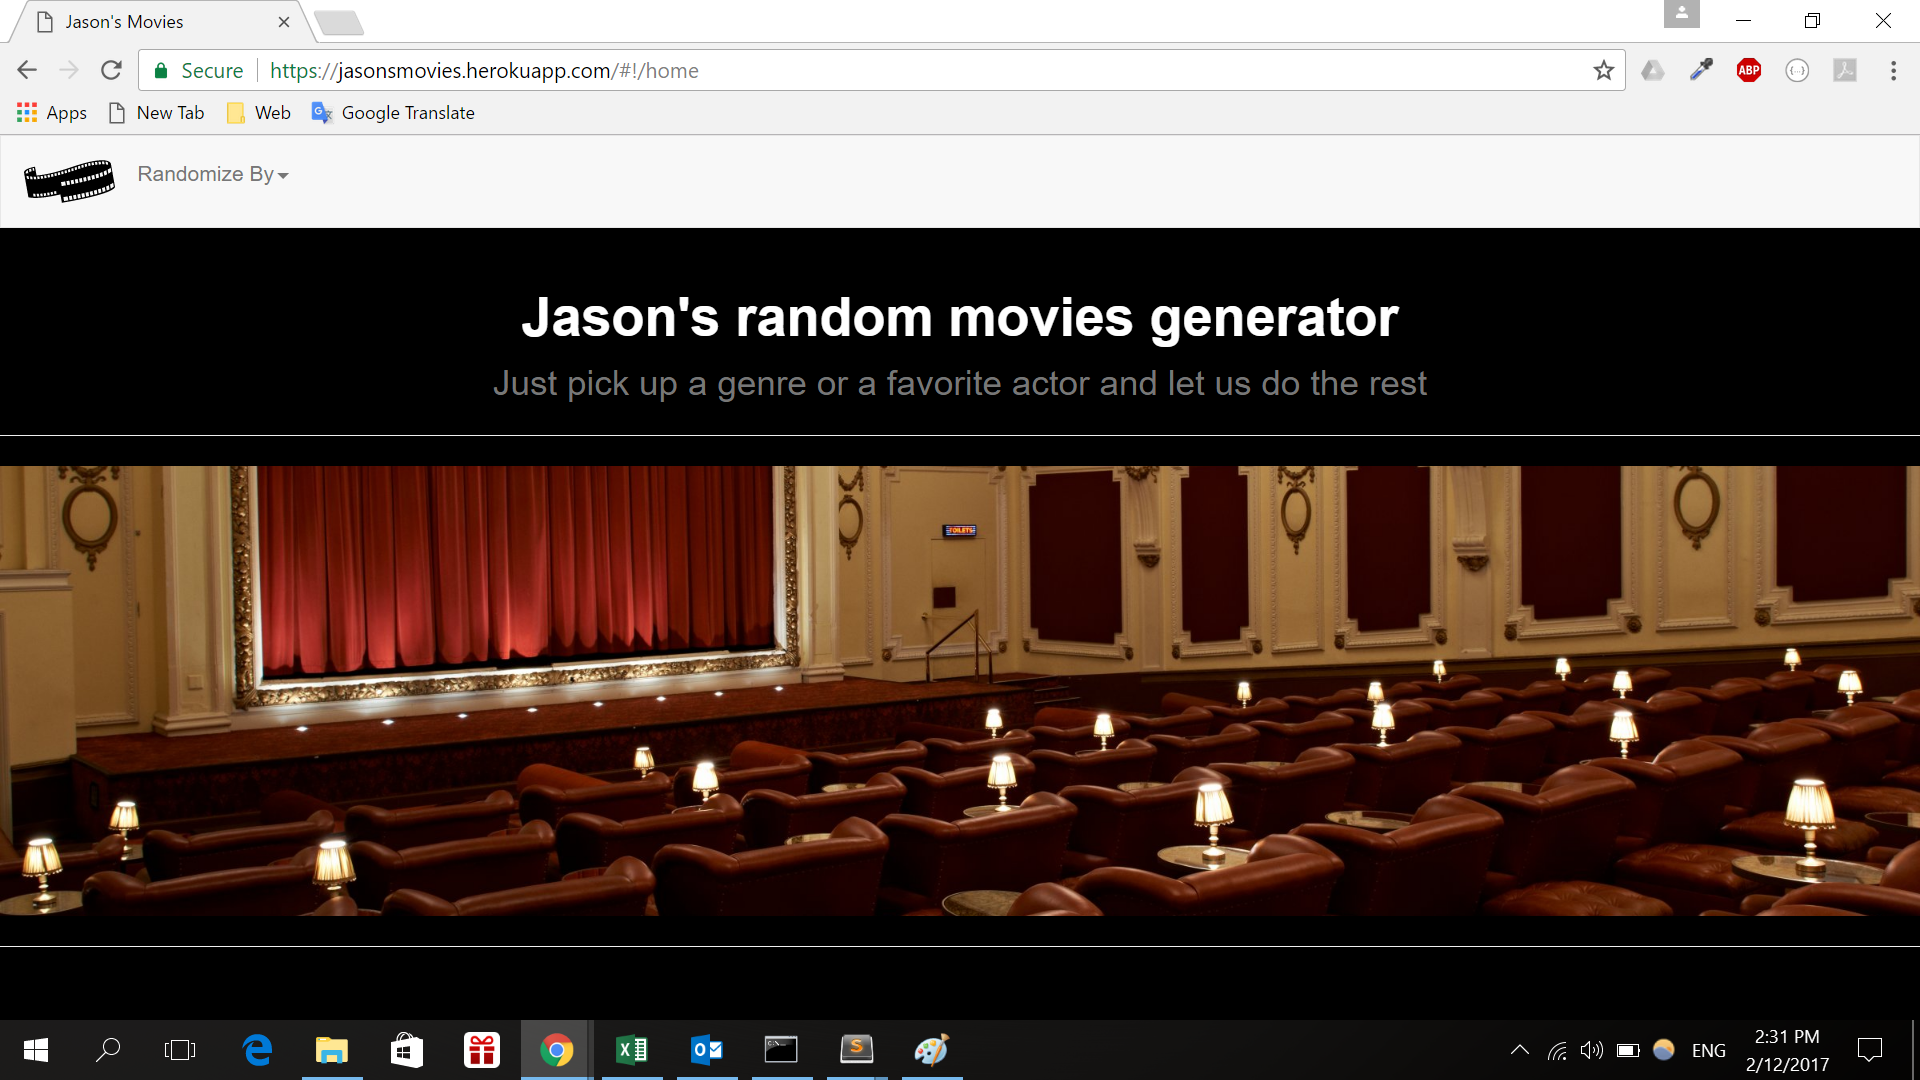 Jason's Movies
Secure
https://jasonsmovies.herokuapp.com/#!/home
ABP
Apps
New Tab
Web
Google Translate
Randomize By
Jason's random movies generator
Just pick up a genre or a favorite actor and let us do the rest
TOILETS
ENG
2:31 PM
2/12/2017